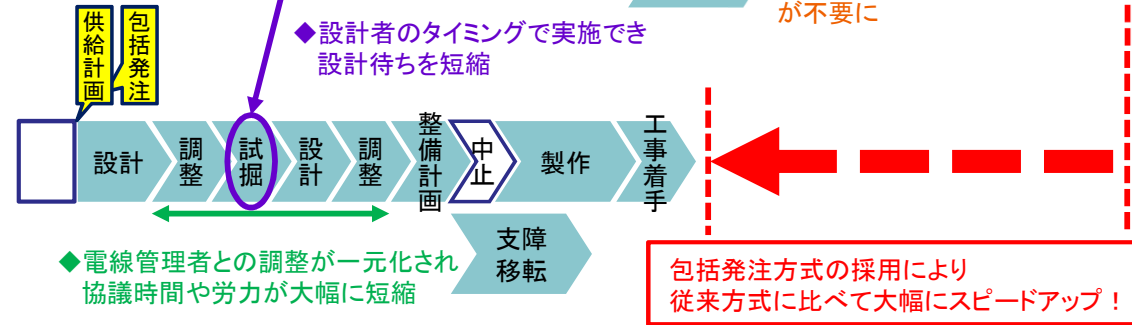 が不要に
◆設計者のタイミングで実施でき
設計待ちを短縮
供給計画
包括発注
設計
調整
試掘
設計
調整
整備計画
中止
製作
工事着手
支障
移転
◆電線管理者との調整が一元化され
協議時間や労力が大幅に短縮
包括発注方式の採用により
従来方式に比べて大幅にスピードアップ！